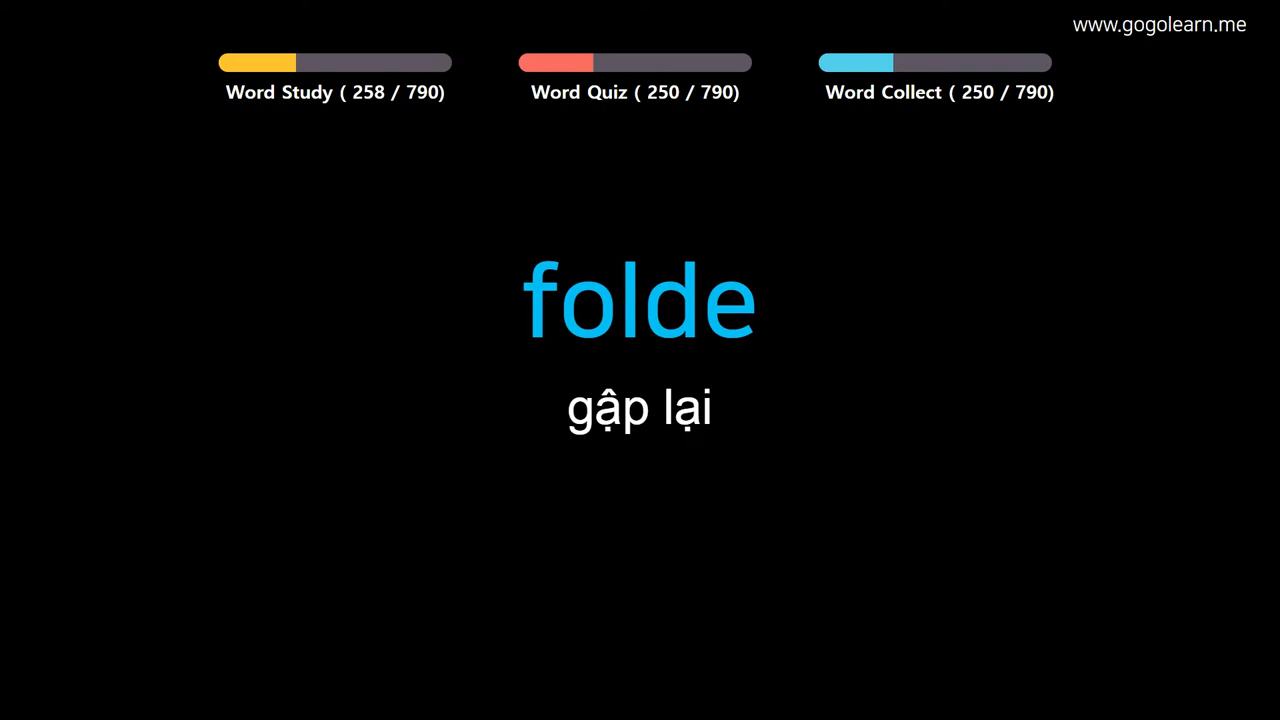 www.gogolearn.me
Word Study ( 258 / 790)
Word Quiz ( 250 / 790)
Word Collect ( 250 / 790)
folde
gập lại